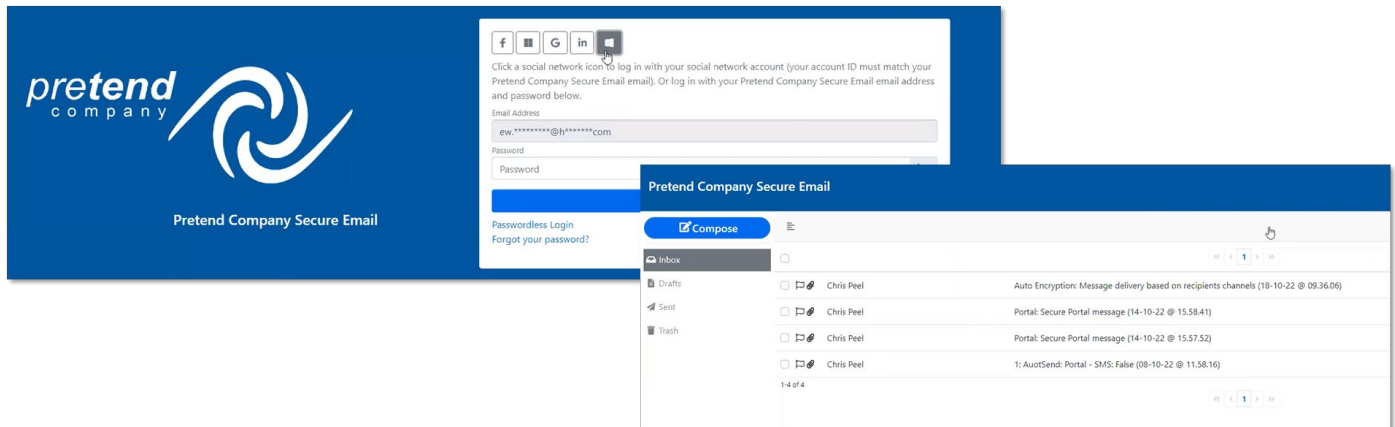 pretend
company
Pretend Company Secure Email
f G in
Click a social network icon to log in with your social network account (your account ID must match your
Pretend Company Secure Email email). Or log in with your Pretend Company Secure Email email address
and password below.
Email Address
ew.*********@h*******com
Password
Password
Passwordless Login
Forgot your password?
Pretend Company Secure Email
Compose
Inbox
Drafts
Sent
Trash
« ‹ 1 › »
Chris Peel Auto Encryption: Message delivery based on recipients channels (18-10-22 @ 09.36.06)
Chris Peel Portal: Secure Portal message (14-10-22 @ 15.58.41)
Chris Peel Portal: Secure Portal message (14-10-22 @ 15.57.52)
Chris Peel 1: AuotSend: Portal - SMS: False (08-10-22 @ 11.58.16)
1-4 of 4
« ‹ 1 › »